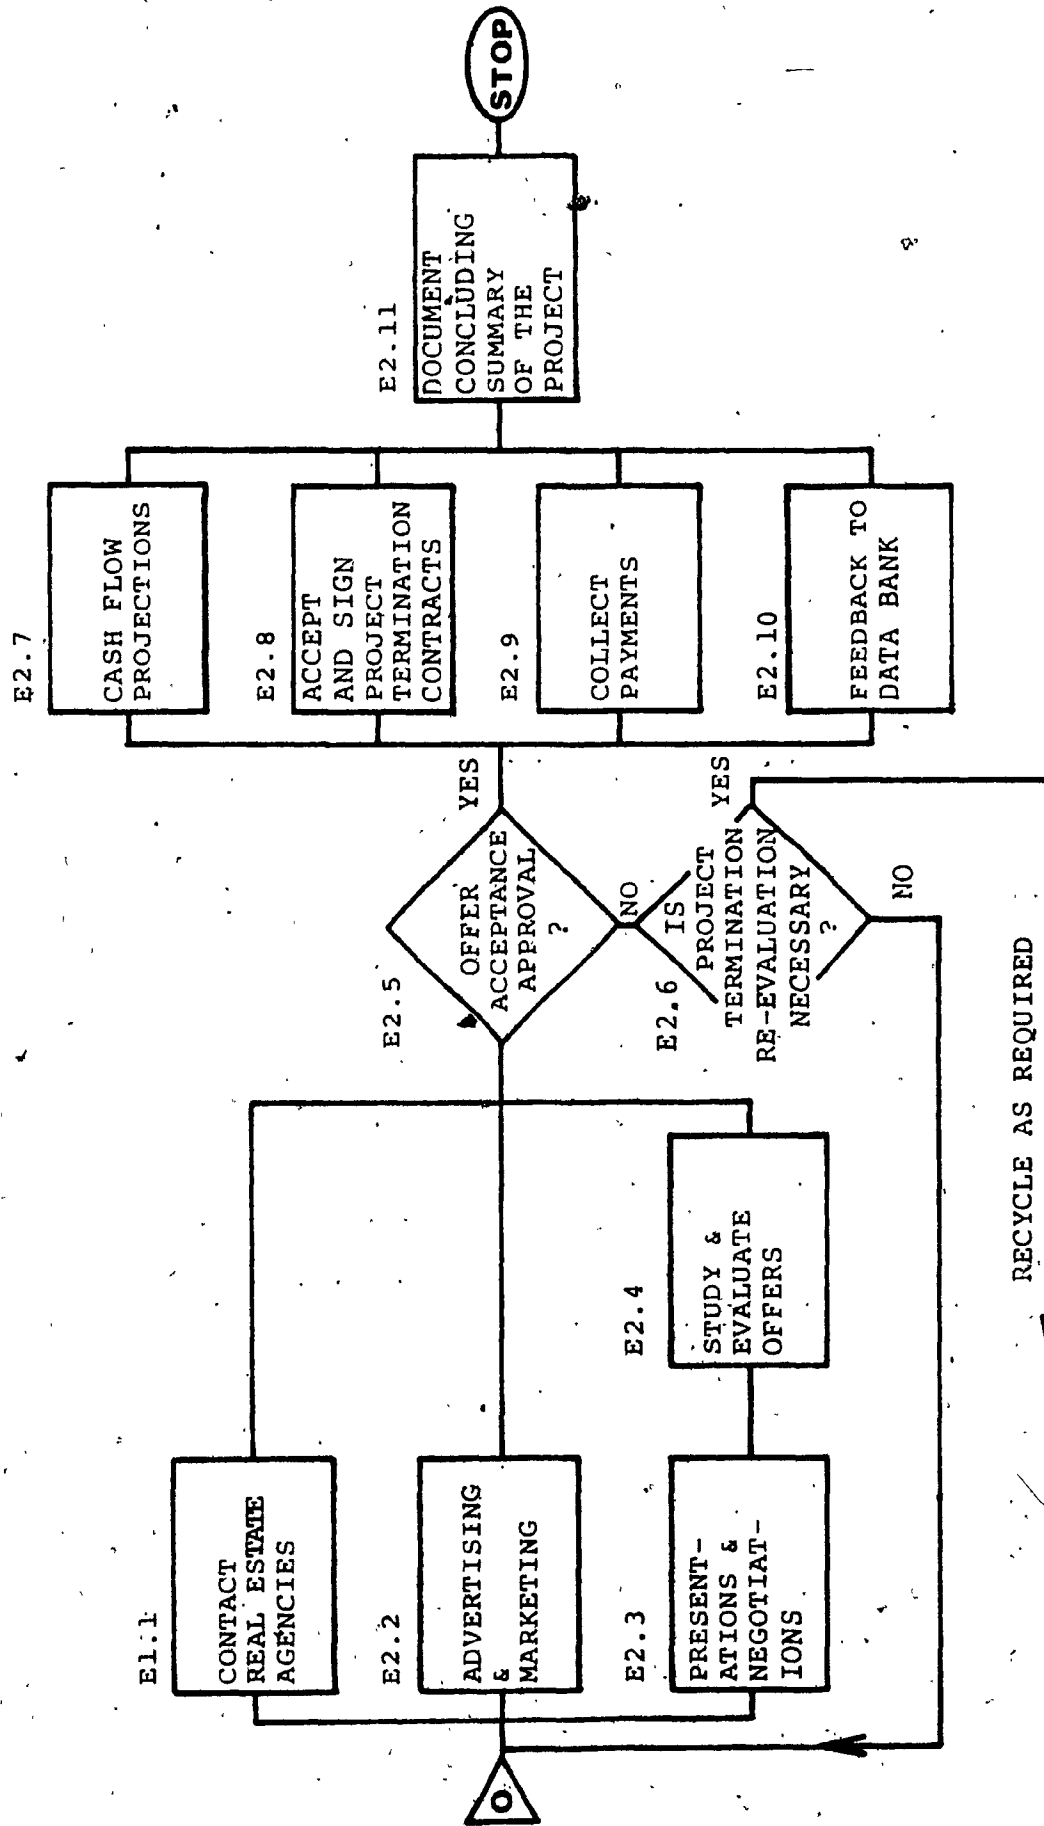 O
E1.1
CONTACT
REAL ESTATE
AGENCIES
E2.2
ADVERTISING
&
MARKETING
E2.3
PRESENT-
ATIONS &
NEGOTIAT-
IONS
E2.4
STUDY &
EVALUATE
OFFERS
E2.5
OFFER
ACCEPTANCE
APPROVAL
?
YES
NO
E2.6
IS
PROJECT
TERMINATION
RE-EVALUATION
NECESSARY
?
YES
NO
RECYCLE AS REQUIRED
E2.7
CASH FLOW
PROJECTIONS
E2.8
ACCEPT
AND SIGN
PROJECT
TERMINATION
CONTRACTS
E2.9
COLLECT
PAYMENTS
E2.10
FEEDBACK TO
DATA BANK
E2.11
DOCUMENT
CONCLUDING
SUMMARY
OF THE
PROJECT
STOP